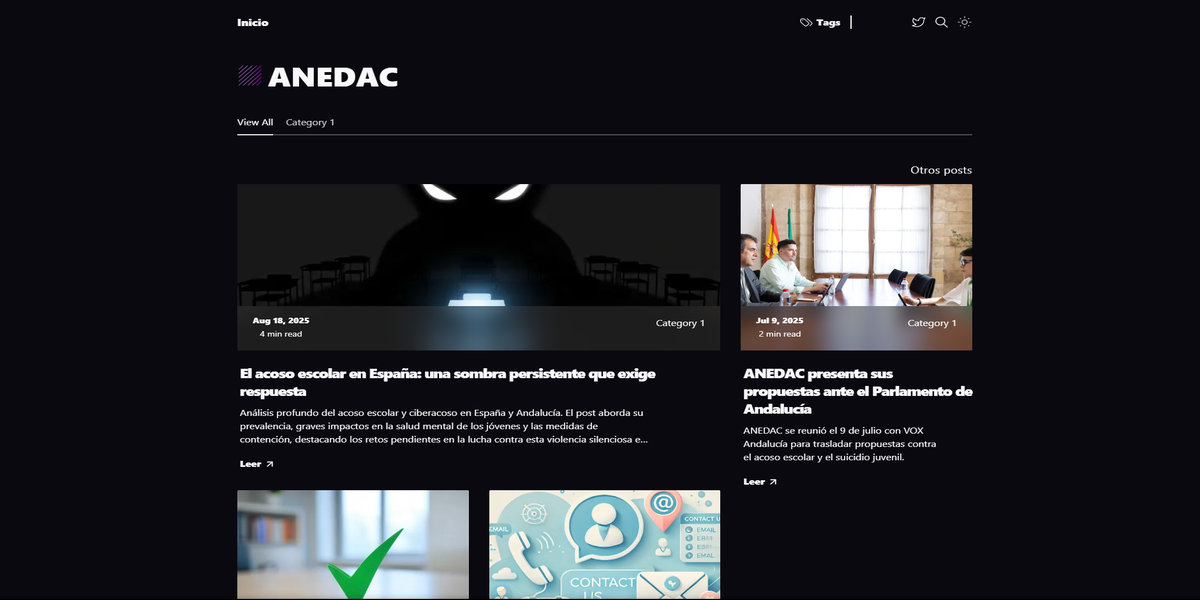 Inicio
Tags
ANEDAC
View All
Category 1
Otros posts
Aug 18, 2025
4 min read
Category 1
El acoso escolar en España: una sombra persistente que exige
respuesta
Análisis profundo del acoso escolar y ciberacoso en España y Andalucía. El post aborda su
prevalencia, graves impactos en la salud mental de los jóvenes y las medidas de
contención, destacando los retos pendientes en la lucha contra esta violencia silenciosa e...
Leer
Jul 9, 2025
2 min read
Category 1
ANEDAC presenta sus
propuestas ante el Parlamento de
Andalucía
ANEDAC se reunió el 9 de julio con VOX
Andalucía para trasladar propuestas contra
el acoso escolar y el suicidio juvenil.
Leer
EMAIL
@
CONTACT U
EMAIL
EMAL
CONTACT
US